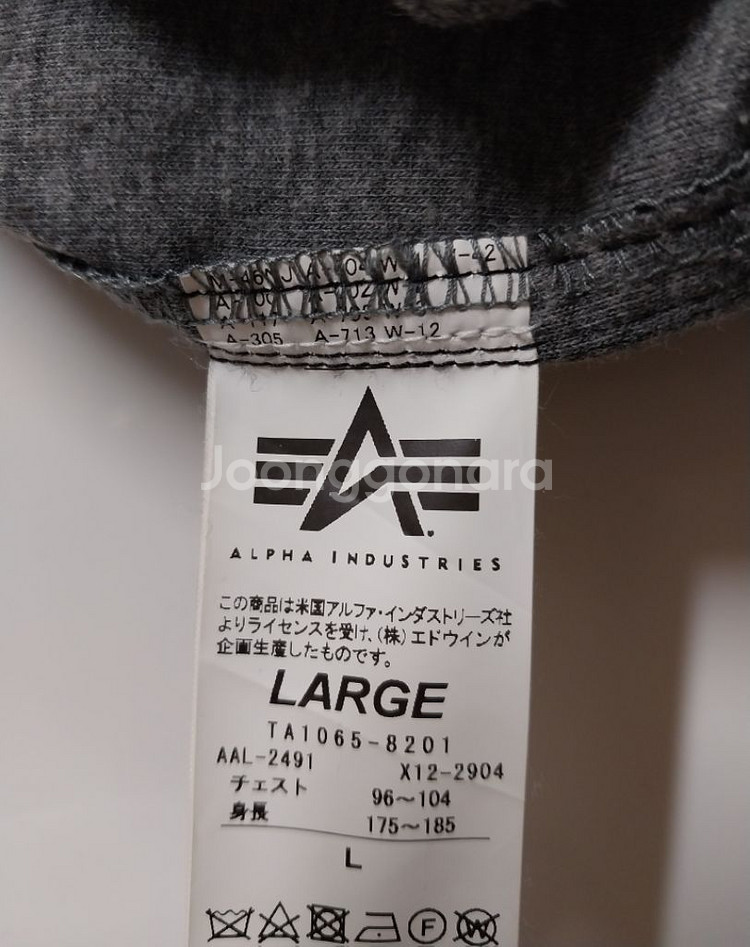 A-305 A-713 W-12
Joonggonara
ALPHA INDUSTRIES
この商品は米国アルファ・インダストリーズ社
よりライセンスを受け、(株)エドウインが
企画生産したものです。
LARGE
TA1065-8201
AAL-2491 X12-2904
チェスト 96～104
身長 175～185
L
F
W